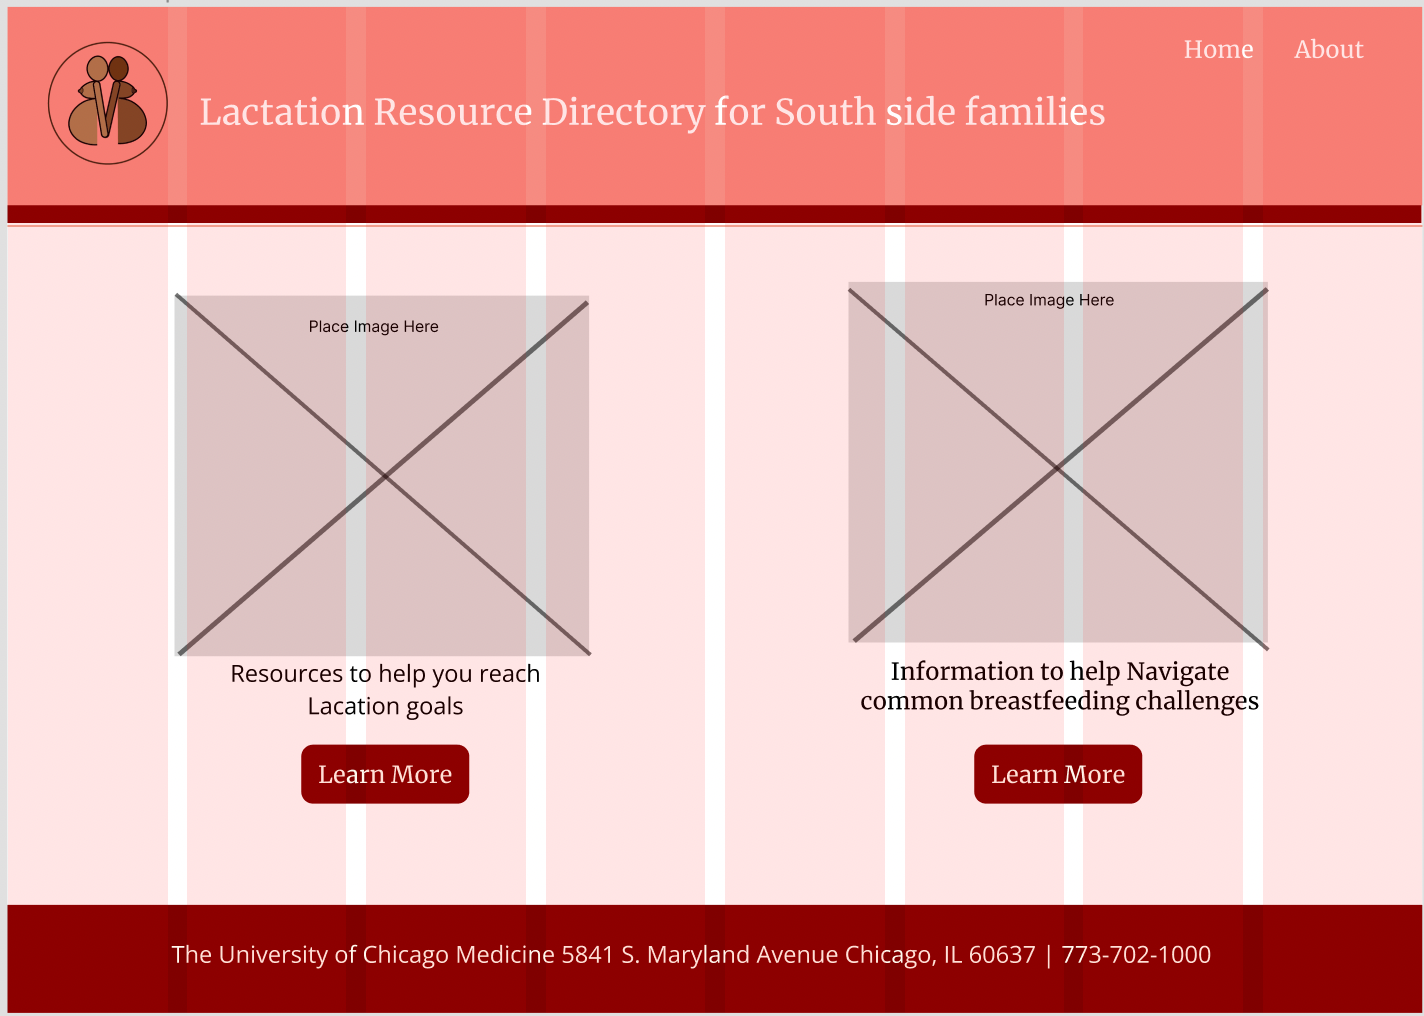 Home About
Lactation Resource Directory for South side families
Place Image Here
Place Image Here
Resources to help you reach
Lacation goals
Information to help Navigate
common breastfeeding challenges
Learn More
Learn More
The University of Chicago Medicine 5841 S. Maryland Avenue Chicago, IL 60637 | 773-702-1000